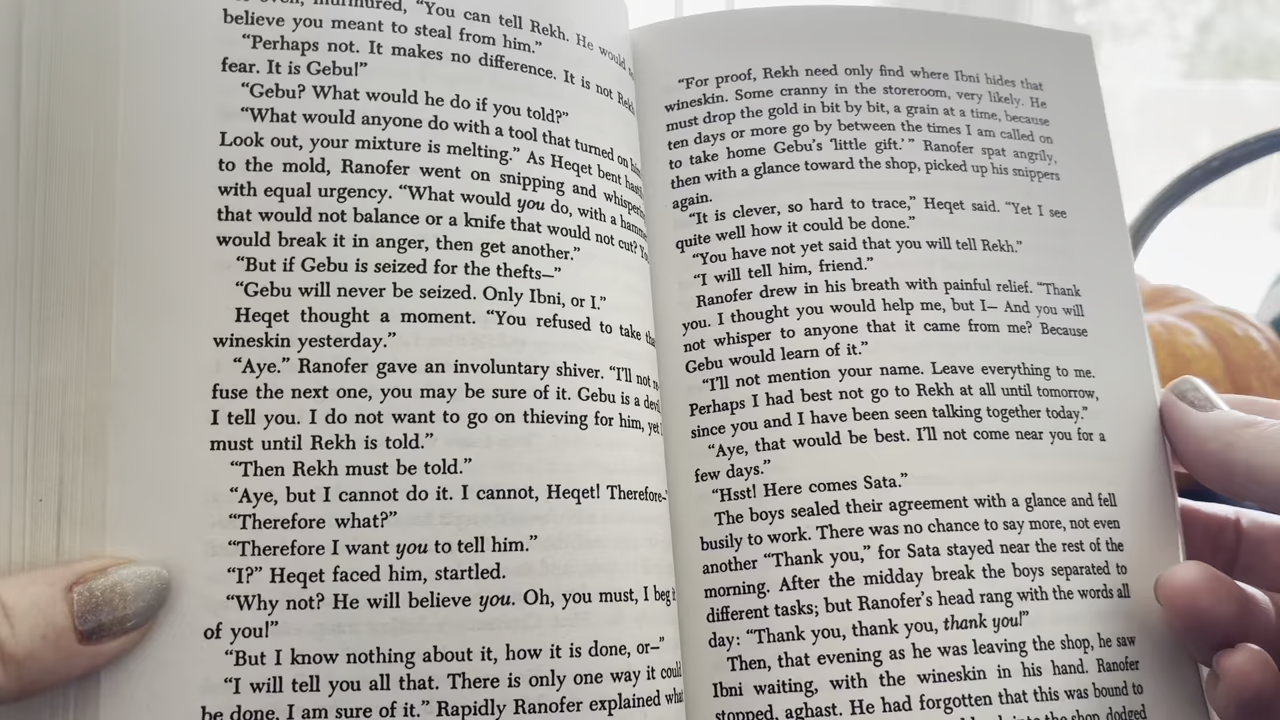 murmured, “You can tell Rekh. He would
believe you meant to steal from him.”
“Perhaps not. It makes no difference. It is not
fear. It is Gebu!”
“Gebu? What would he do if you told?”
“What would anyone do with a tool that turned on
Look out, your mixture is melting.” As Heqet bent
to the mold, Ranofer went on snipping and
with equal urgency. “What would you do, with a
that would not balance or a knife that would not cut?
would break it in anger, then get another.”
“But if Gebu is seized for the thefts—”
“Gebu will never be seized. Only Ibni, or I.”
Heqet thought a moment. “You refused to take
wineskin yesterday.”
“Aye.” Ranofer gave an involuntary shiver. “I’ll not
fuse the next one, you may be sure of it. Gebu is a
I tell you. I do not want to go on thieving for him, yet
must until Rekh is told.”
“Then Rekh must be told.”
“Aye, but I cannot do it. I cannot, Heqet! Therefore—
“Therefore what?”
“Therefore I want you to tell him.”
“I?” Heqet faced him, startled.
“Why not? He will believe you. Oh, you must, I beg
of you!”
“But I know nothing about it, how it is done, or—”
“I will tell you all that. There is only one way it could
be done. I am sure of it.” Rapidly Ranofer explained
“For proof, Rekh need only find where Ibni hides that
wineskin. Some cranny in the storeroom, very likely. He
must drop the gold in bit by bit, a grain at a time, because
ten days or more go by between the times I am called on
to take home Gebu’s ‘little gift.’ ” Ranofer spat angrily,
then with a glance toward the shop, picked up his snippers
again.
“It is clever, so hard to trace,” Heqet said. “Yet I see
quite well how it could be done.”
“You have not yet said that you will tell Rekh.”
“I will tell him, friend.”
Ranofer drew in his breath with painful relief. “Thank
you. I thought you would help me, but I— And you will
not whisper to anyone that it came from me? Because
Gebu would learn of it.”
“I’ll not mention your name. Leave everything to me.
Perhaps I had best not go to Rekh at all until tomorrow,
since you and I have been seen talking together today.”
“Aye, that would be best. I’ll not come near you for a
few days.”
“Hsst! Here comes Sata.”
The boys sealed their agreement with a glance and fell
busily to work. There was no chance to say more, not even
another “Thank you,” for Sata stayed near the rest of the
morning. After the midday break the boys separated to
different tasks; but Ranofer’s head rang with the words all
day: “Thank you, thank you, thank you!”
Then, that evening as he was leaving the shop, he saw
Ibni waiting, with the wineskin in his hand. Ranofer
stopped, aghast. He had forgotten that this was bound to
into the shop, dodged